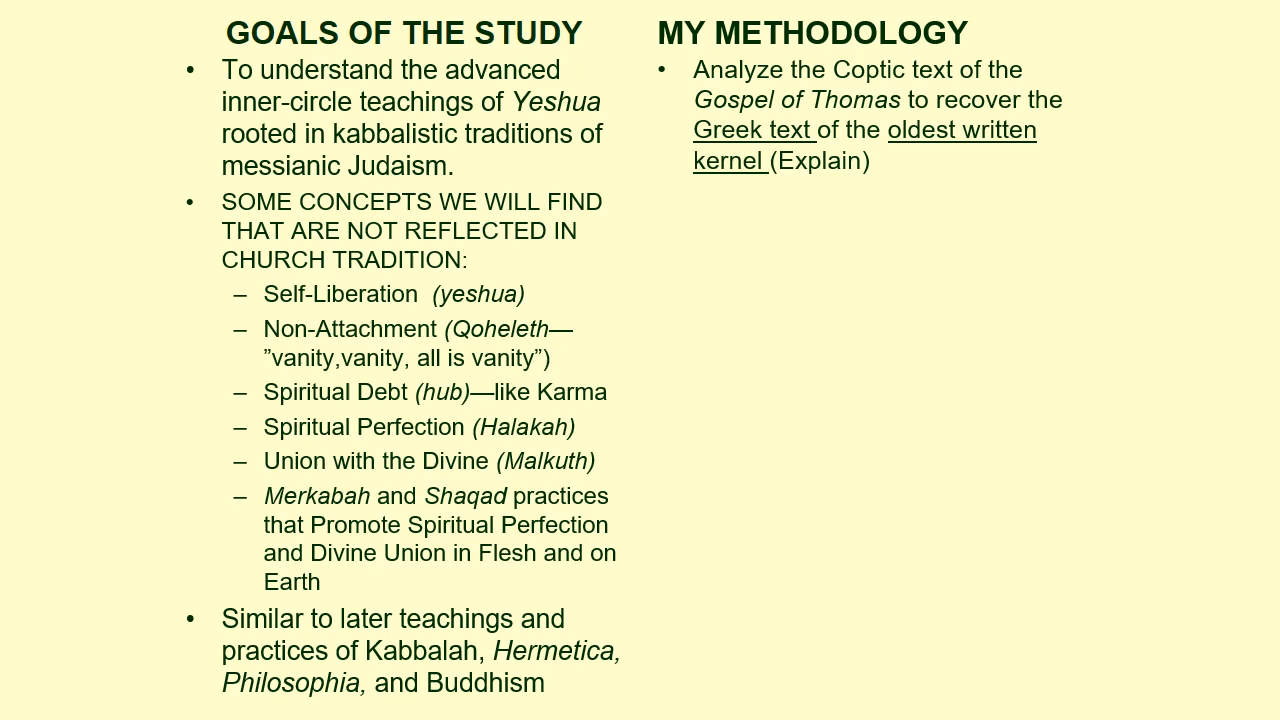 GOALS OF THE STUDY
• To understand the advanced
inner-circle teachings of Yeshua
rooted in kabbalistic traditions of
messianic Judaism.
• SOME CONCEPTS WE WILL FIND
THAT ARE NOT REFLECTED IN
CHURCH TRADITION:
– Self-Liberation (yeshua)
– Non-Attachment (Qoheleth—
”vanity,vanity, all is vanity”)
– Spiritual Debt (hub)—like Karma
– Spiritual Perfection (Halakah)
– Union with the Divine (Malkuth)
– Merkabah and Shaqad practices
that Promote Spiritual Perfection
and Divine Union in Flesh and on
Earth
• Similar to later teachings and
practices of Kabbalah, Hermetica,
Philosophia, and Buddhism
MY METHODOLOGY
• Analyze the Coptic text of the
Gospel of Thomas to recover the
Greek text of the oldest written
kernel (Explain)